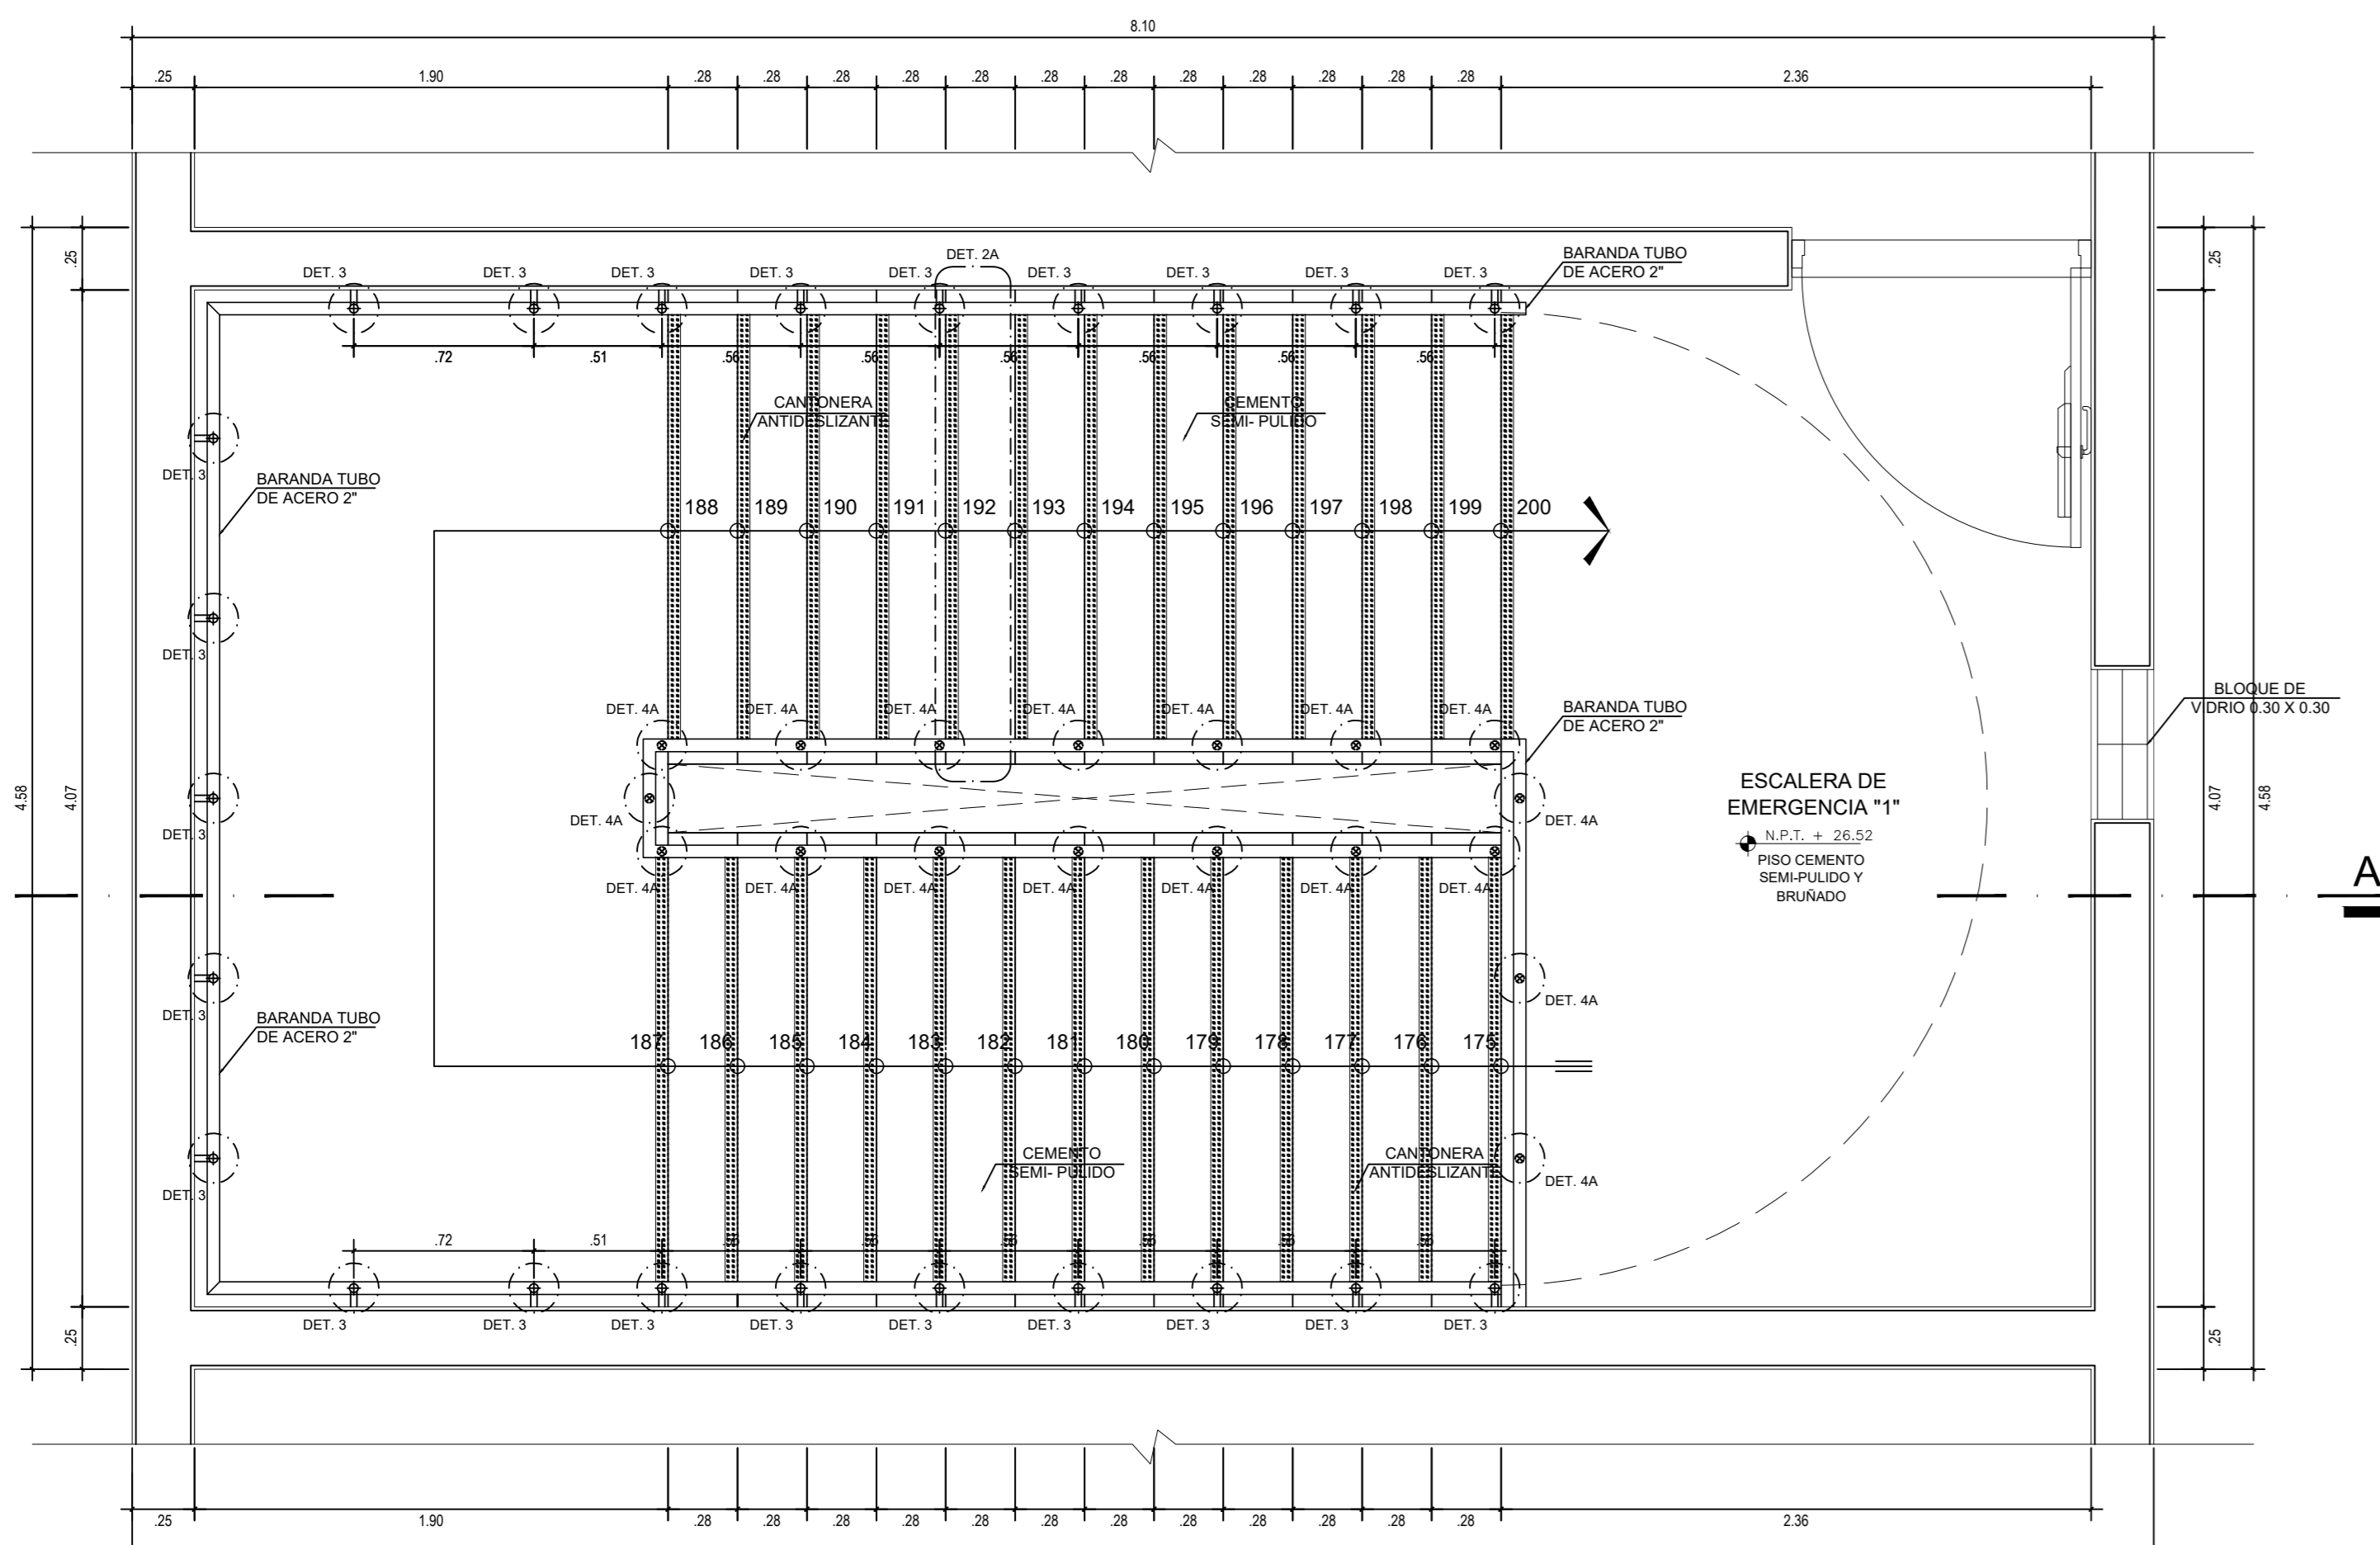 8.10
.25 1.90 .28 .28 .28 .28 .28 .28 .28 .28 .28 .28 .28 .28 2.36
.25 .25
DET. 2A
DET. 3 DET. 3 DET. 3 DET. 3 DET. 3 DET. 3 DET. 3 DET. 3 DET. 3
BARANDA TUBO
DE ACERO 2"
.72 .51 .56 .56 .56 .56 .56 .56
CANTONERA
ANTIDESLIZANTE
CEMENTO
SEMI- PULIDO
DET. 3
BARANDA TUBO
DE ACERO 2"
188 189 190 191 192 193 194 195 196 197 198 199 200
DET. 3
DET. 4A DET. 4A DET. 4A DET. 4A DET. 4A DET. 4A DET. 4A
BARANDA TUBO
DE ACERO 2"
BLOQUE DE
VIDRIO 0.30 X 0.30
4.58 4.07
4.07 4.58
ESCALERA DE
EMERGENCIA "1"
N.P.T. + 26.52
PISO CEMENTO
SEMI-PULIDO Y
BRUÑADO
DET. 4A
DET. 4A
DET. 3
A
DET. 4A DET. 4A DET. 4A DET. 4A DET. 4A DET. 4A DET. 4A
DET. 4A
DET. 3
BARANDA TUBO
DE ACERO 2"
187 186 185 184 183 182 181 180 179 178 177 176 175
CEMENTO
SEMI- PULIDO
CANTONERA
ANTIDESLIZANTE
DET. 4A
DET. 3
.72 .51 .56 .56 .56 .56 .56 .56
DET. 3 DET. 3 DET. 3 DET. 3 DET. 3 DET. 3 DET. 3 DET. 3 DET. 3
.25 .25
.25 1.90 .28 .28 .28 .28 .28 .28 .28 .28 .28 .28 .28 .28 2.36